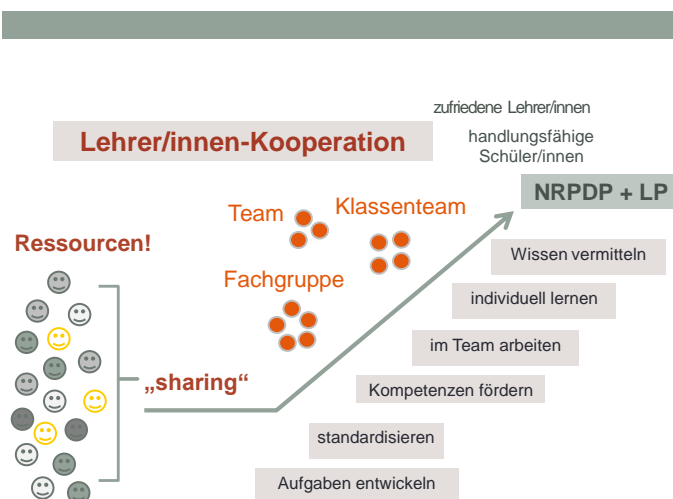 zufriedene Lehrer/innen
Lehrer/innen-Kooperation
handlungsfähige
Schüler/innen
NRPDP + LP
Team
Klassenteam
Ressourcen!
Wissen vermitteln
Fachgruppe
individuell lernen
im Team arbeiten
„sharing“
Kompetenzen fördern
standardisieren
Aufgaben entwickeln